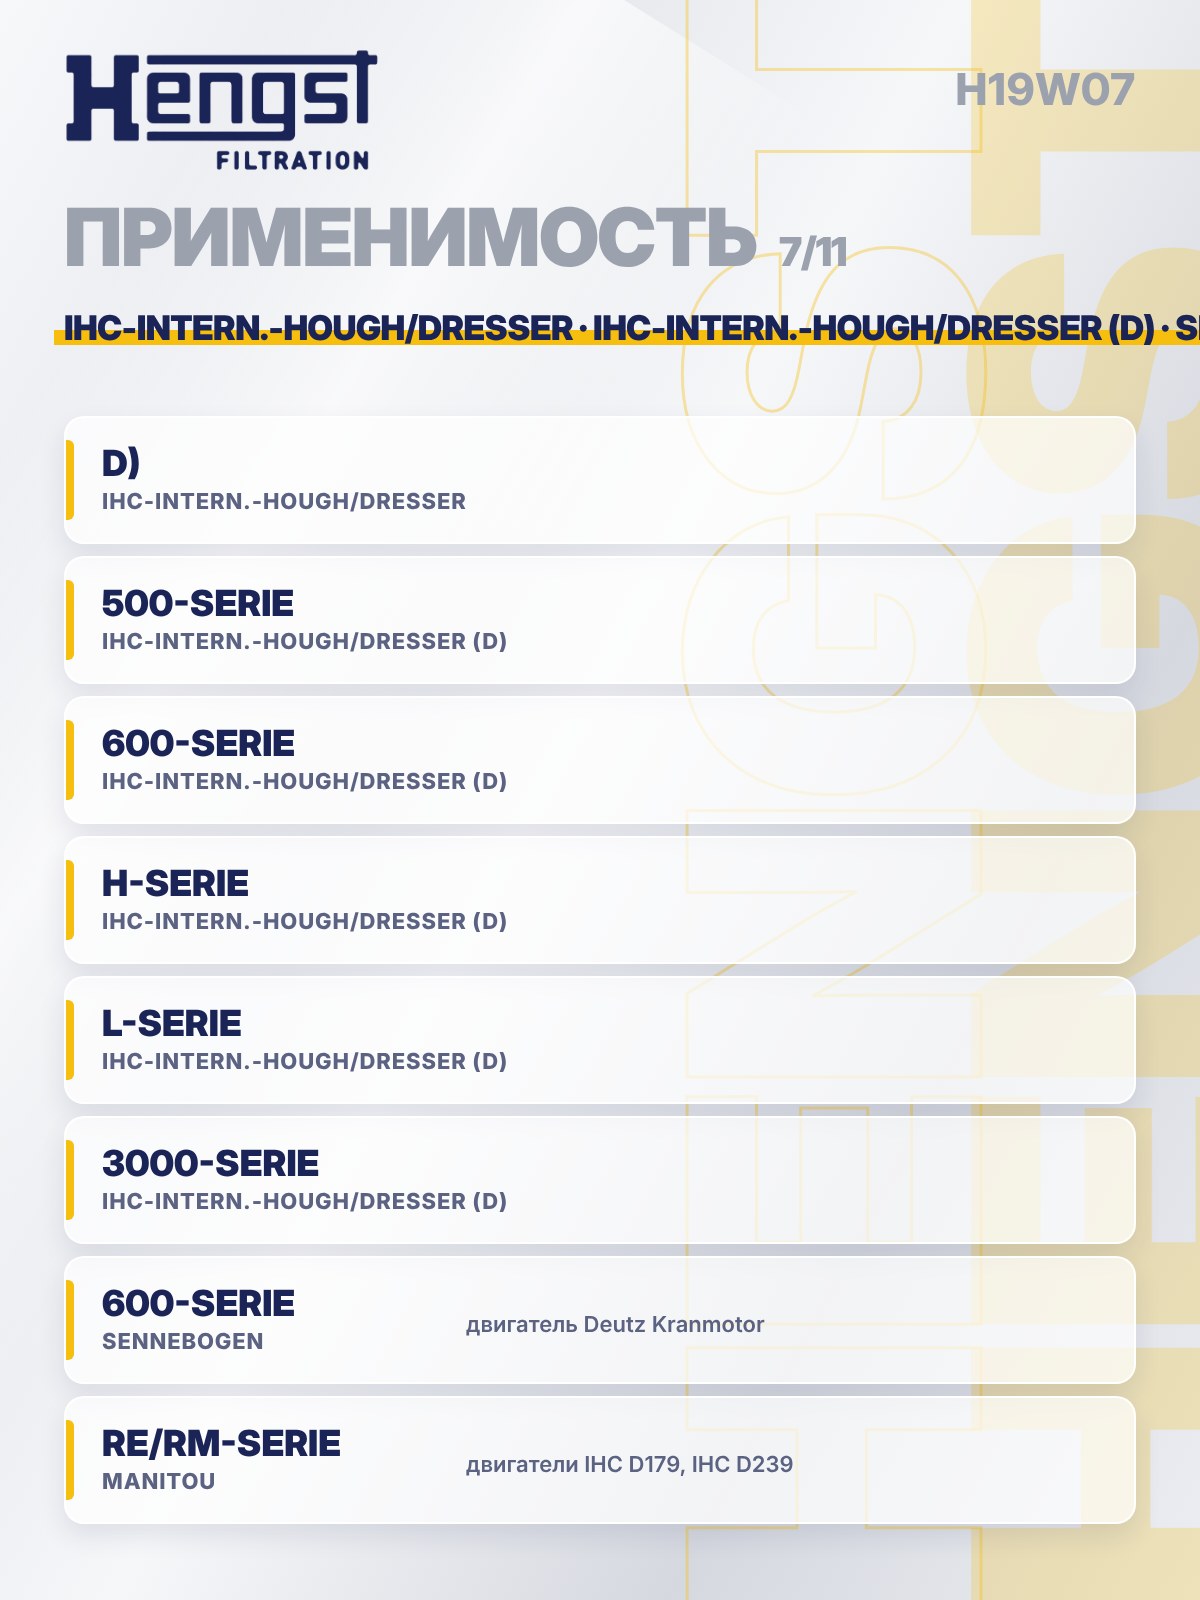 Hengst
FILTRATION
H19W07
ПРИМЕНИМОСТЬ 7/11
IHC-INTERN.-HOUGH/DRESSER · IHC-INTERN.-HOUGH/DRESSER (D) ·
D)
IHC-INTERN.-HOUGH/DRESSER
500-SERIE
IHC-INTERN.-HOUGH/DRESSER (D)
600-SERIE
IHC-INTERN.-HOUGH/DRESSER (D)
H-SERIE
IHC-INTERN.-HOUGH/DRESSER (D)
L-SERIE
IHC-INTERN.-HOUGH/DRESSER (D)
3000-SERIE
IHC-INTERN.-HOUGH/DRESSER (D)
600-SERIE
SENNEBOGEN
двигатель Deutz Kranmotor
RE/RM-SERIE
MANITOU
двигатели IHC D179, IHC D239
HENGST
HENGST